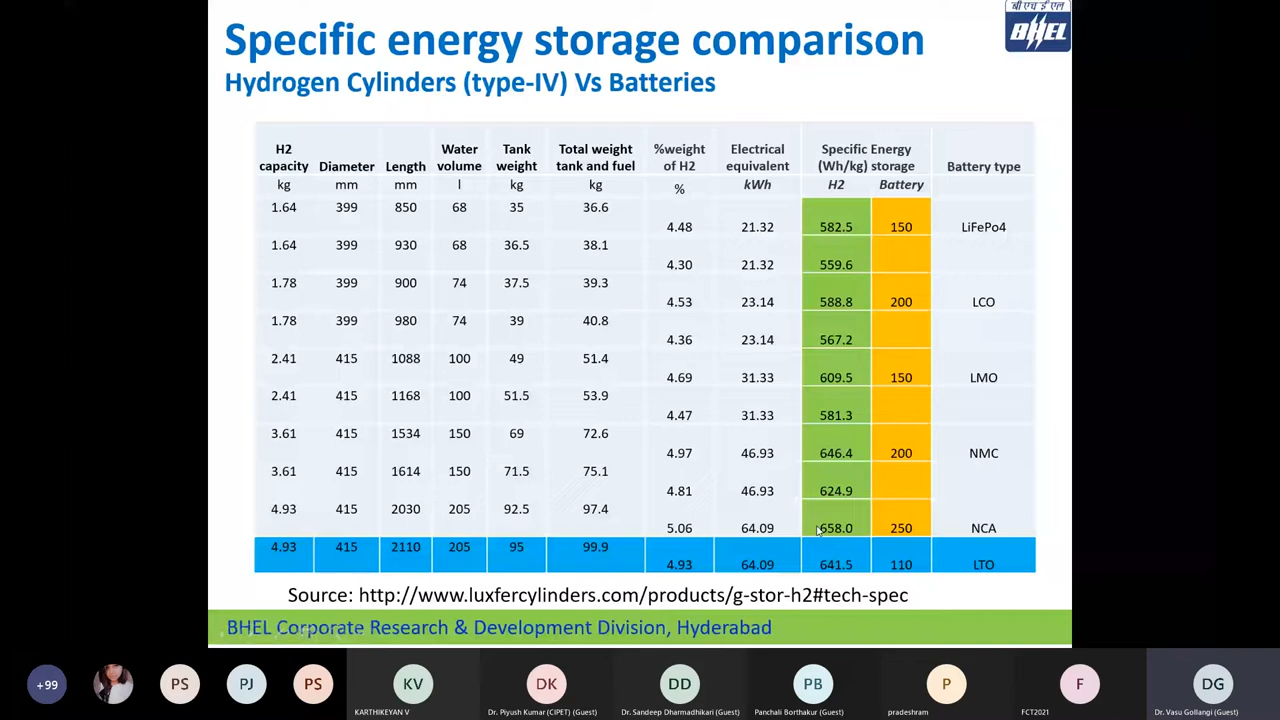 Specific energy storage comparison
Hydrogen Cylinders (type-IV) Vs Batteries
बी एच ई एल
BHEL
H2 capacity Diameter Length Water volume Tank weight Total weight tank and fuel %weight of H2 Electrical equivalent Specific Energy (Wh/kg) storage Battery type
kg mm mm l kg kg % kWh H2 Battery
1.64 399 850 68 35 36.6 4.48 21.32 582.5 150 LiFePo4
1.64 399 930 68 36.5 38.1 4.30 21.32 559.6
1.78 399 900 74 37.5 39.3 4.53 23.14 588.8 200 LCO
1.78 399 980 74 39 40.8 4.36 23.14 567.2
2.41 415 1088 100 49 51.4 4.69 31.33 609.5 150 LMO
2.41 415 1168 100 51.5 53.9 4.47 31.33 581.3
3.61 415 1534 150 69 72.6 4.97 46.93 646.4 200 NMC
3.61 415 1614 150 71.5 75.1 4.81 46.93 624.9
4.93 415 2030 205 92.5 97.4 5.06 64.09 658.0 250 NCA
4.93 415 2110 205 95 99.9 4.93 64.09 641.5 110 LTO
Source: http://www.luxfercylinders.com/products/g-stor-h2#tech-spec
BHEL Corporate Research & Development Division, Hyderabad
+99 PS PJ PS KV DK DD PB P F DG
KARTHIKEYAN V Dr. Piyush Kumar (CIPET) (Guest) Dr. Sandeep Dharmadhikari (Guest) Panchali Borthakur (Guest) pradeshram FCT2021 Dr. Vasu Gollangi (Guest)